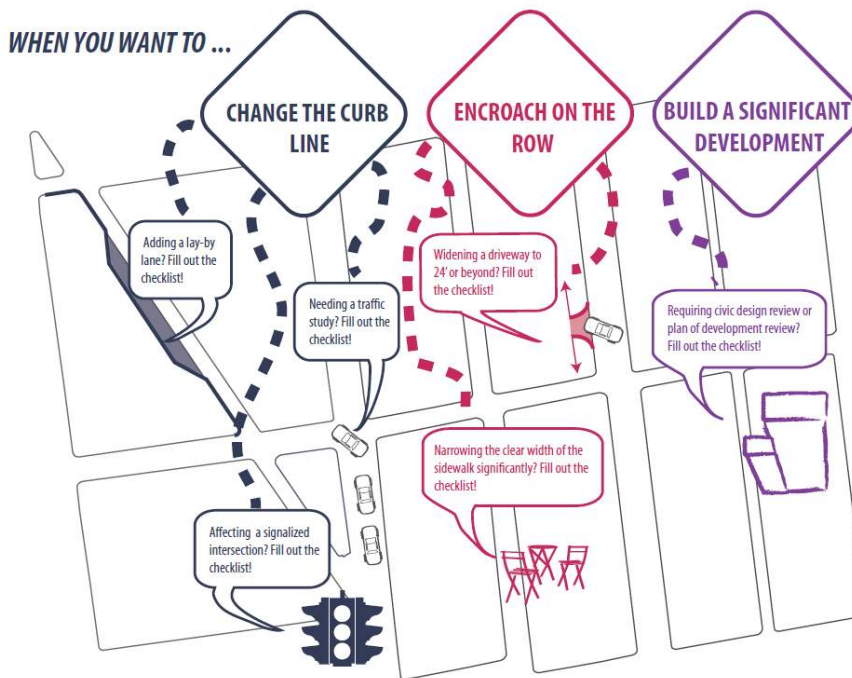 WHEN YOU WANT TO ...
CHANGE THE CURB
LINE
ENCROACH ON THE
ROW
BUILD A SIGNIFICANT
DEVELOPMENT
Adding a lay-by
lane? Fill out the
checklist!
Needing a traffic
study? Fill out the
checklist!
Widening a driveway to
24' or beyond? Fill out
the checklist!
Requiring civic design review or
plan of development review?
Fill out the checklist!
Narrowing the clear width of the
sidewalk significantly? Fill out the
checklist!
Affecting a signalized
intersection? Fill out the
checklist!